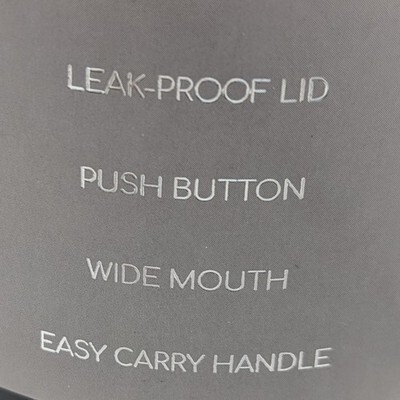 LEAK-PROOF LID
PUSH BUTTON
WIDE MOUTH
EASY CARRY HANDLE